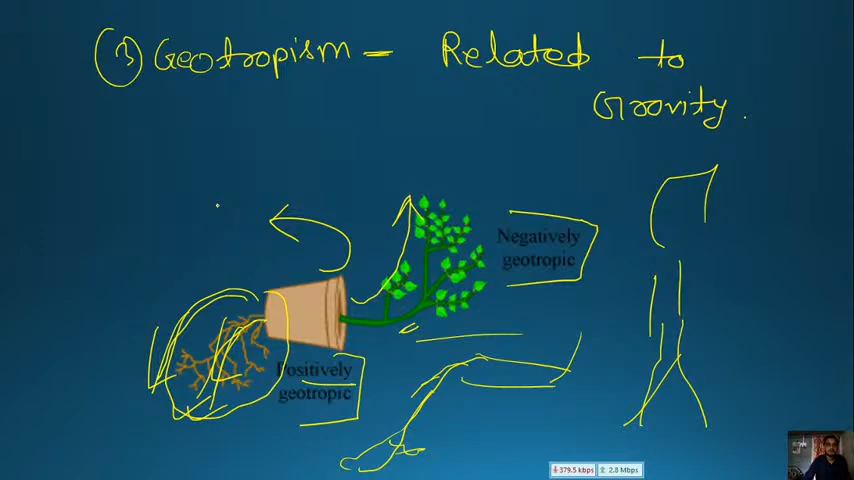 (3) Geotropism - Related to
Gravity.
Negatively
geotropic
Positively
geotropic
379.5 kbps 2.8 Mbps